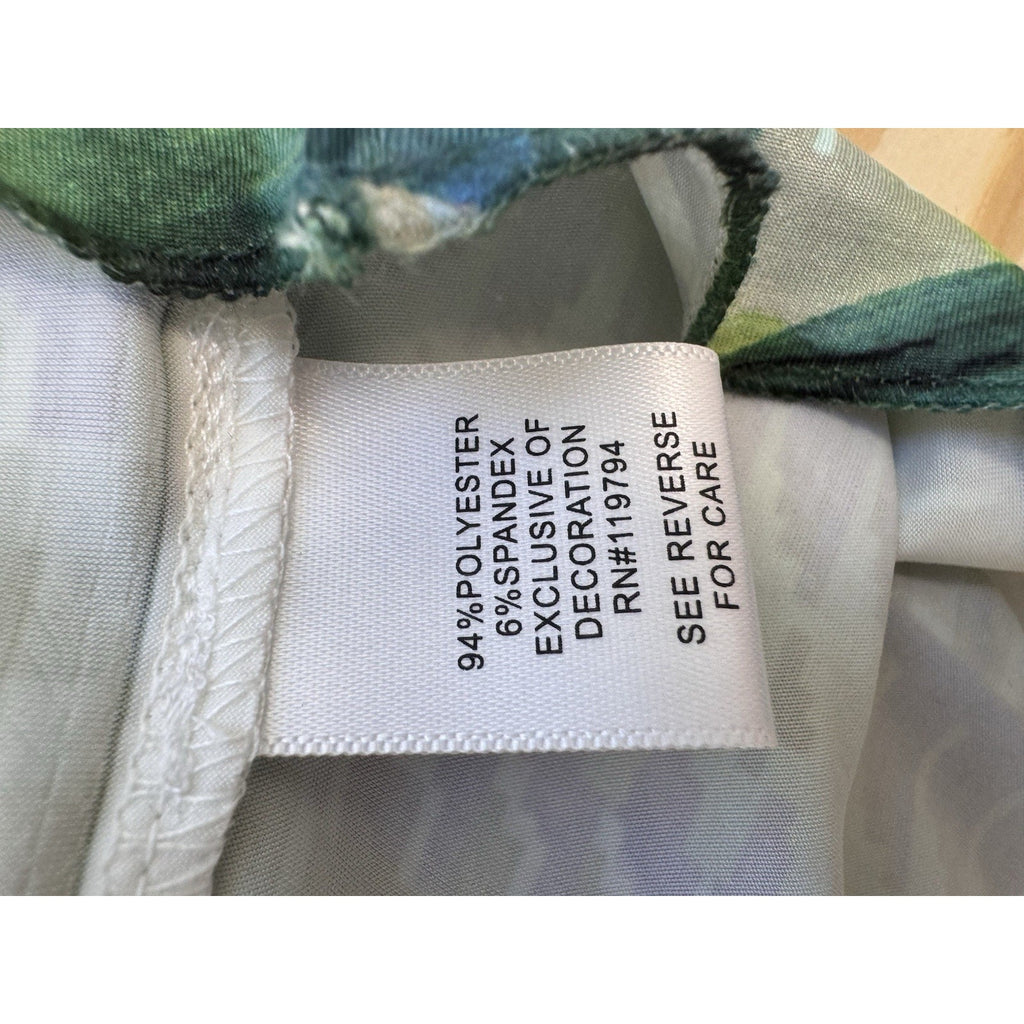 94%POLYESTER
6%SPANDEX
EXCLUSIVE OF
DECORATION
RN#119794
SEE REVERSE
FOR CARE